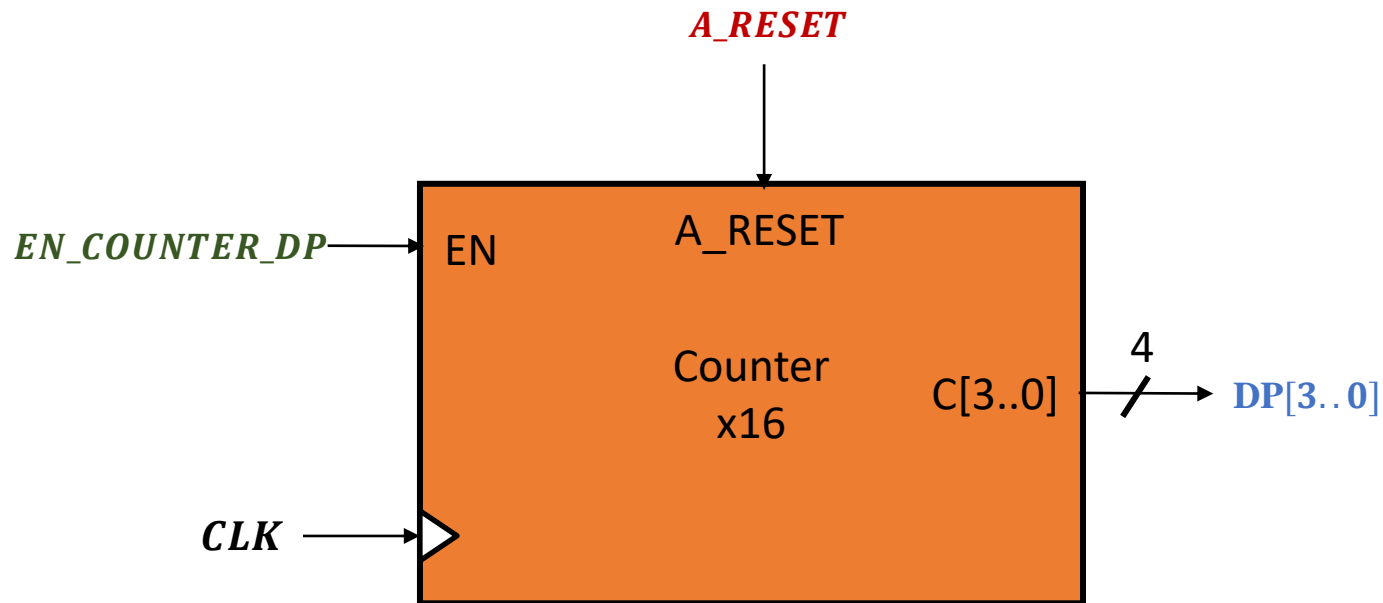 A_RESET
EN_COUNTER_DP
EN
A_RESET
Counter
x16
C[3..0]
4
DP[3..0]
CLK